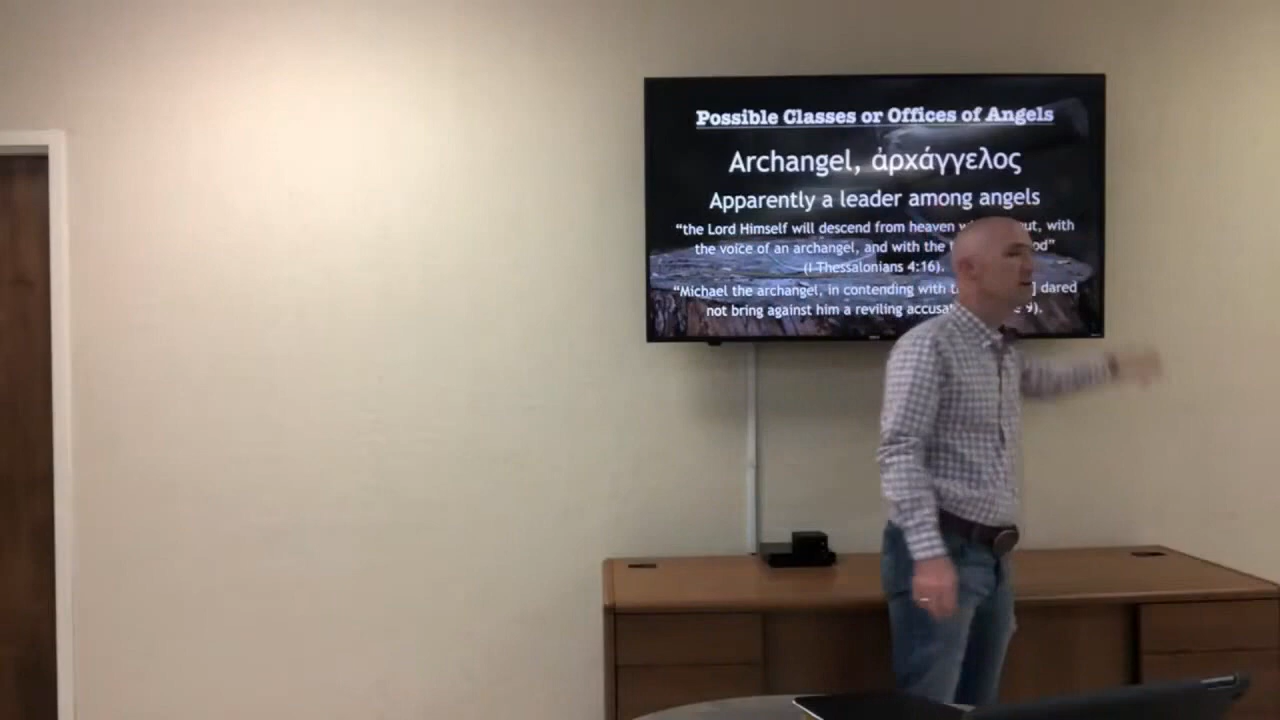 Possible Classes or Offices of Angels
Archangel, ἀρχάγγελος
Apparently a leader among angels
“the Lord Himself will descend from heaven with
the voice of an archangel, and with the
(I Thessalonians 4:16).
“Michael the archangel, in contending with ] dared
not bring against him a reviling 9).